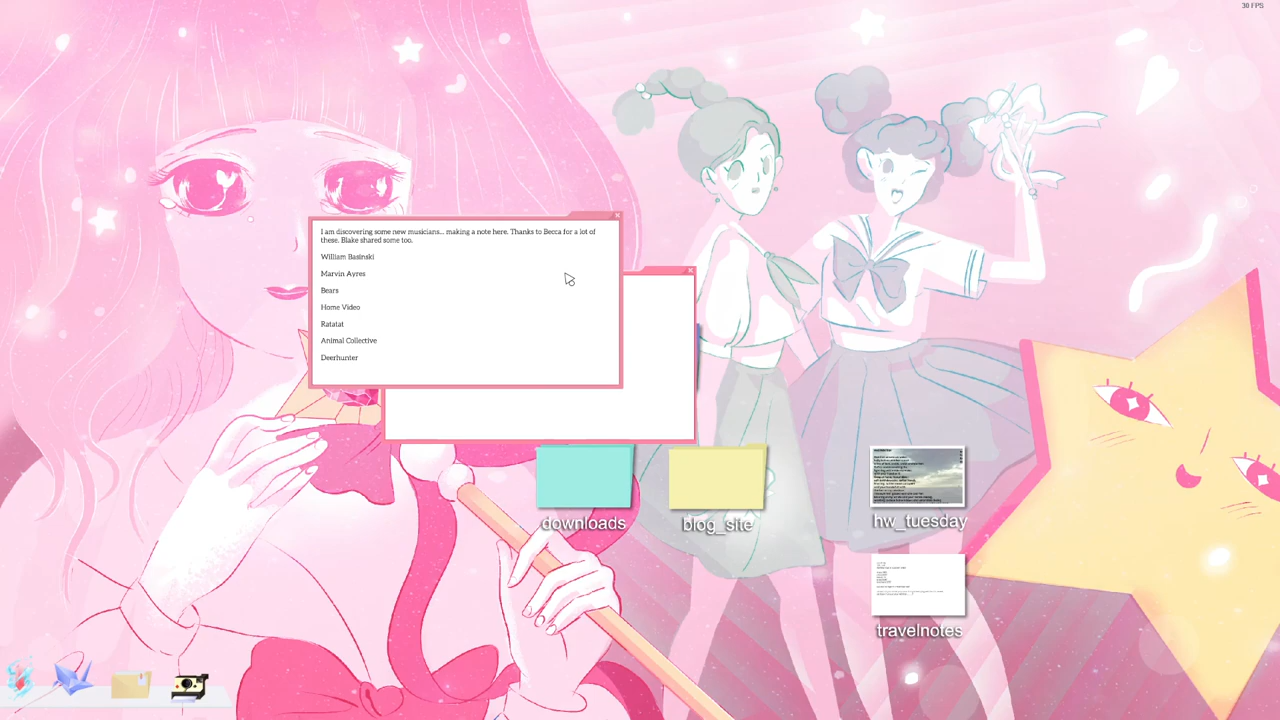 30 FPS
I am discovering some new musicians... making a note here. Thanks to Becca for a lot of
these. Blake shared some too.
William Basinski
Marvin Ayres
Bears
Home Video
Ratatat
Animal Collective
Deerhunter
downloads
blog_site
hw_tuesday
travelnotes